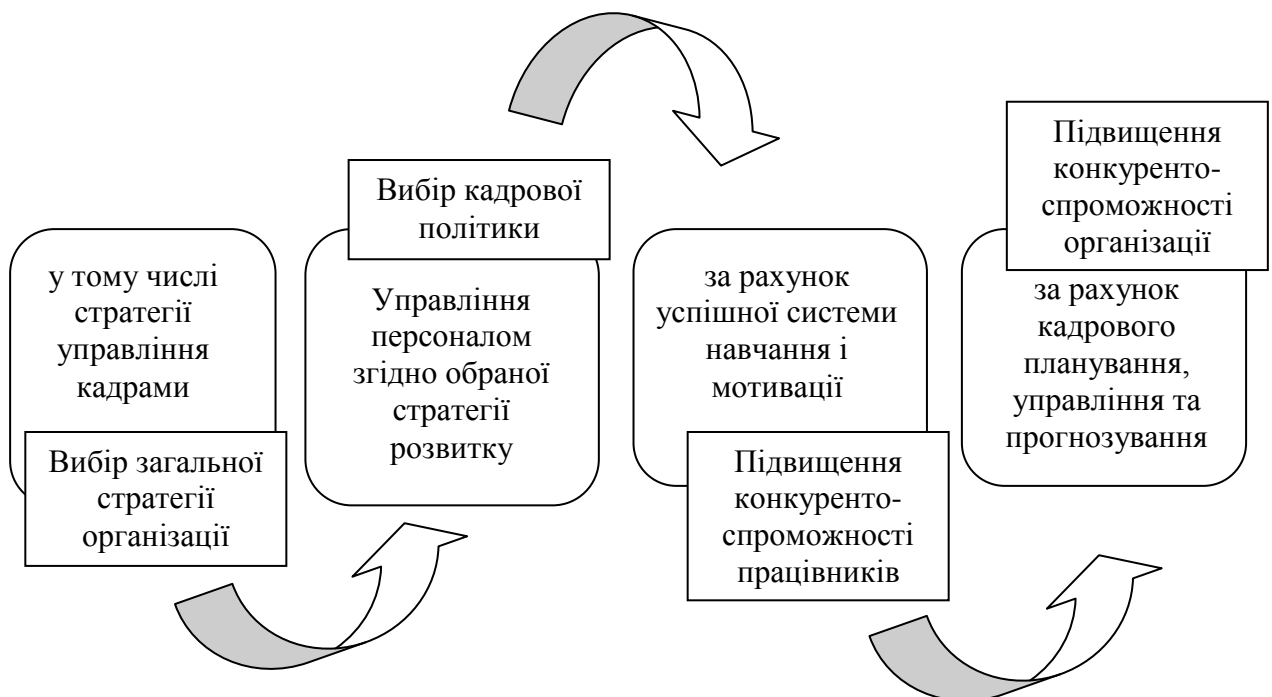 у тому числі
стратегії
управління
кадрами
Вибір загальної
стратегії
організації
Вибір кадрової
політики
Управління
персоналом
згідно обраної
стратегії
розвитку
за рахунок
успішної системи
навчання і
мотивації
Підвищення
конкуренто-
спроможності
працівників
Підвищення
конкуренто-
спроможності
організації
за рахунок
кадрового
планування,
управління та
прогнозування